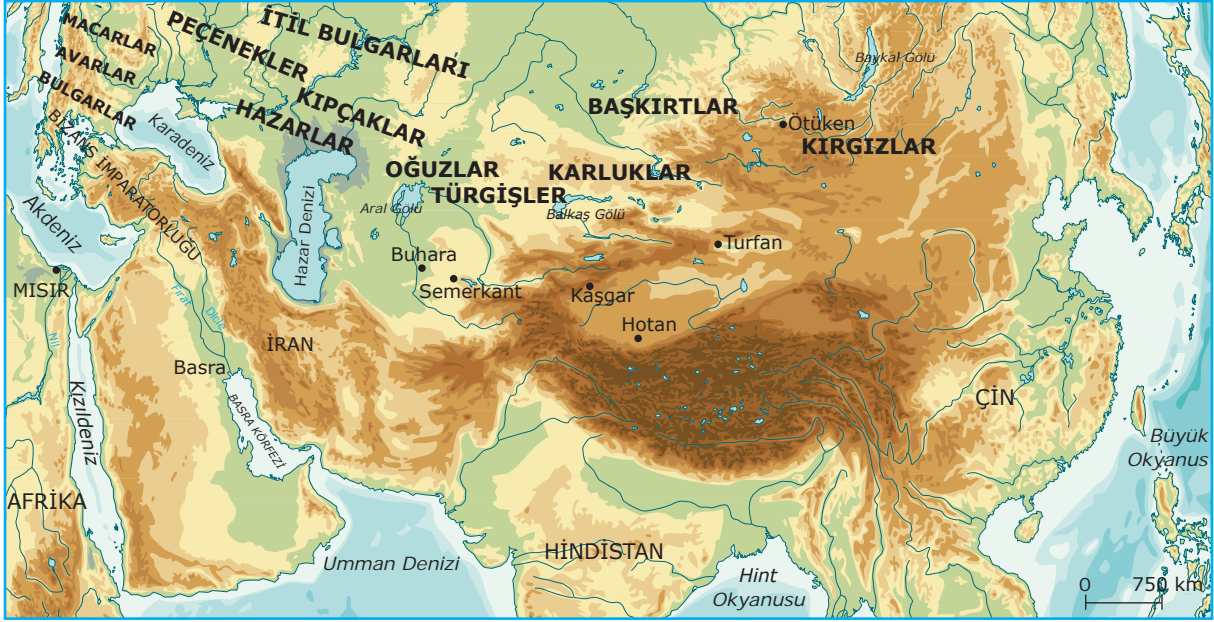 İTİL BULGARLARI
PEÇENEKLER
MACARLAR
AVARLAR
BULGARLAR
KIPÇAKLAR
HAZARLAR
BAŞKIRTLAR
Baykal Gölü
Ötüken
KIRGIZLAR
BİZANS İMPARATORLUĞU
Karadeniz
OĞUZLAR
TÜRGİŞLER
KARLUKLAR
Aral Gölü
Balkaş Gölü
Hazar Denizi
Akdeniz
Buhara
Semerkant
Turfan
Kaşgar
Hotan
MISIR
Nil
Fırat
Dicle
İRAN
Basra
BASRA KÖRFEZİ
Kızıldeniz
ÇİN
Büyük
Okyanus
AFRİKA
Umman Denizi
HİNDİSTAN
Hint
Okyanusu
0 750 km